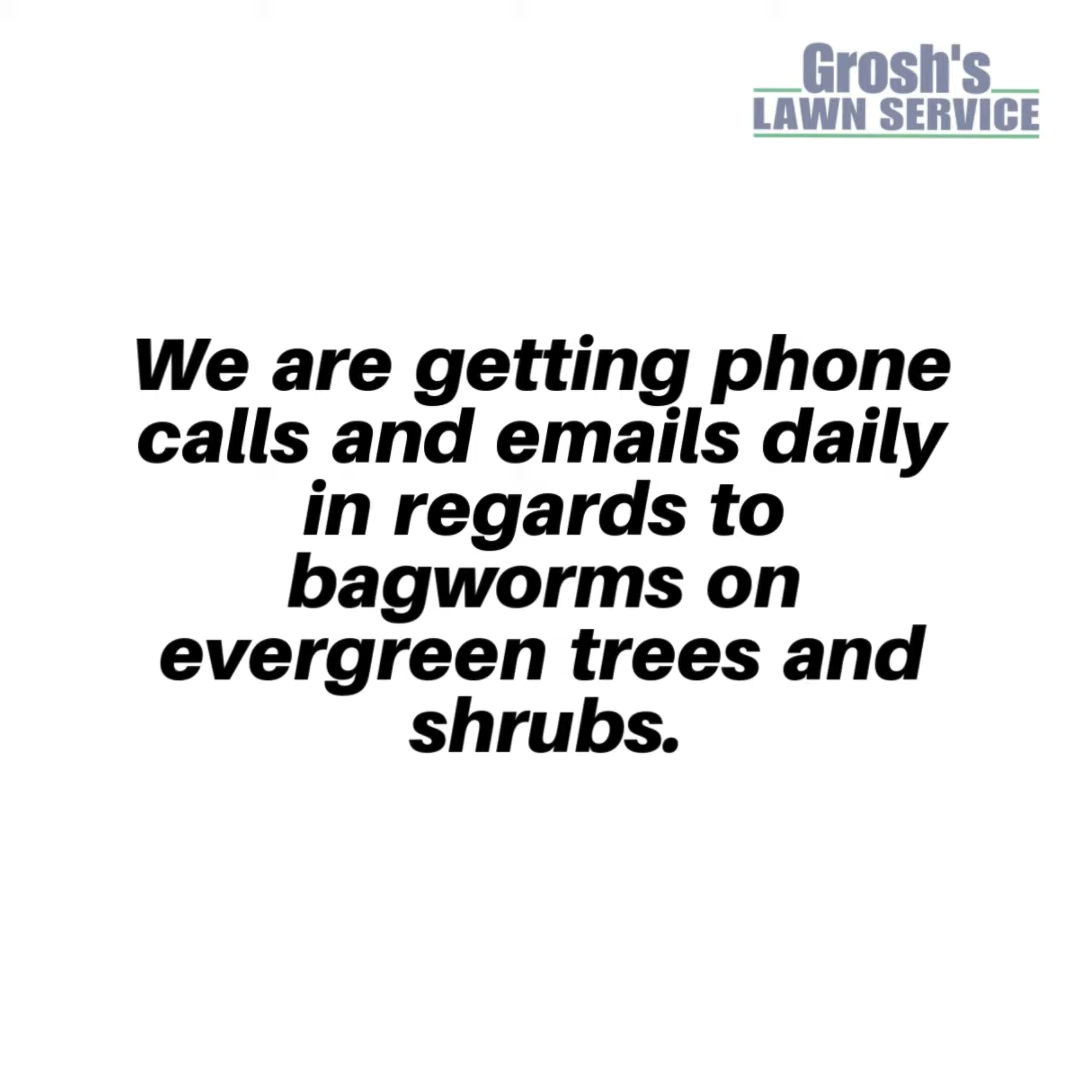 Grosh's
LAWN SERVICE
We are getting phone
calls and emails daily
in regards to
bagworms on
evergreen trees and
shrubs.